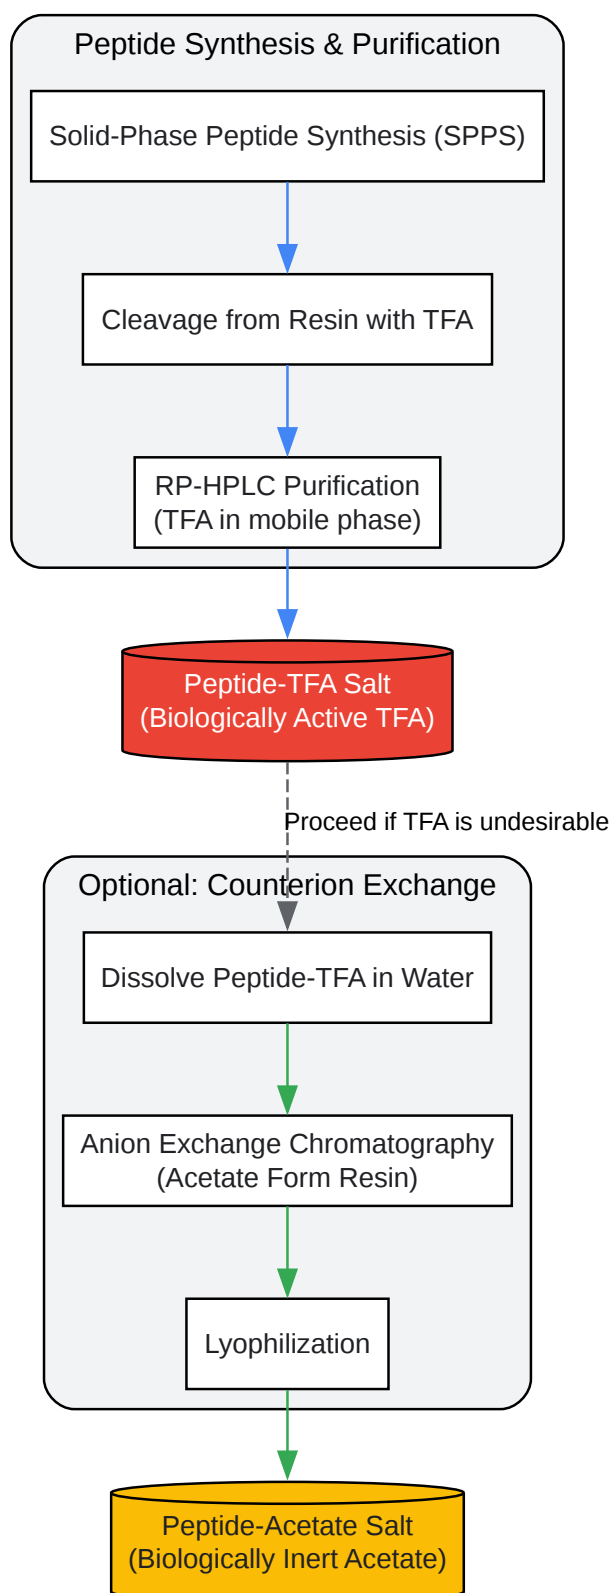 Peptide Synthesis & Purification
Solid-Phase Peptide Synthesis (SPPS)
Cleavage from Resin with TFA
RP-HPLC Purification
(TFA in mobile phase)
Peptide-TFA Salt
(Biologically Active TFA)
Proceed if TFA is undesirable
Optional: Counterion Exchange
Dissolve Peptide-TFA in Water
Anion Exchange Chromatography
(Acetate Form Resin)
Lyophilization
Peptide-Acetate Salt
(Biologically Inert Acetate)